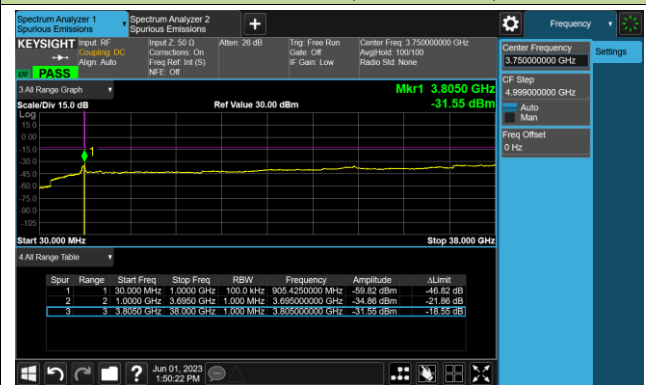 Spectrum Analyzer 1
Spurious Emissions
Spectrum Analyzer 2
Spurious Emissions
+
Frequency
KEYSIGHT
Input: RF
Coupling: DC
Align: Auto
Input Z: 50 Ω
Corrections: On
Freq Ref: Int (S)
NFE: Off
Atten: 26 dB
Trig: Free Run
Gate: Off
IF Gain: Low
Center Freq: 3.750000000 GHz
Avg|Hold: 100/100
Radio Std: None
PASS
Center Frequency
3.750000000 GHz
Settings
CF Step
4.999000000 GHz
Auto
Man
Freq Offset
0 Hz
3 All Range Graph
Mkr1 3.8050 GHz
Scale/Div 15.0 dB
Ref Value 30.00 dBm
-31.55 dBm
Log
15.0
0.00
-15.0
1
-30.0
-45.0
-60.0
-75.0
-90.0
-105
Start 30.000 MHz
Stop 38.000 GHz
4 All Range Table
Spur Range Start Freq Stop Freq RBW Frequency Amplitude ΔLimit
1 1 30.000 MHz 1.0000 GHz 100.0 kHz 905.4250000 MHz -59.82 dBm -46.82 dB
2 2 1.0000 GHz 3.6950 GHz 1.000 MHz 3.695000000 GHz -34.86 dBm -21.86 dB
3 3 3.8050 GHz 38.000 GHz 1.000 MHz 3.805000000 GHz -31.55 dBm -18.55 dB
?
Jun 01, 2023
1:50:22 PM